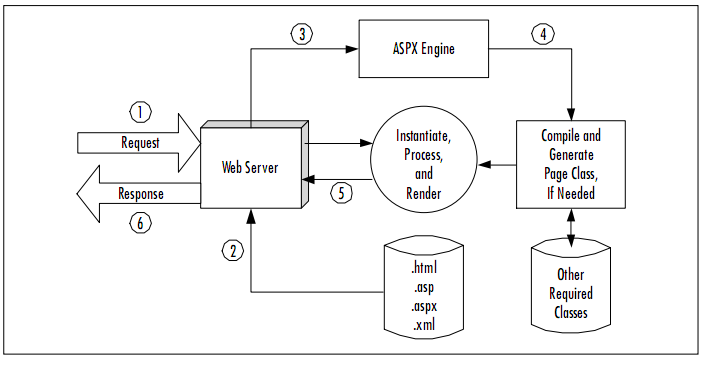 3
ASPX Engine
4
1
Request
Web Server
Response
6
Instantiate,
Process,
and
Render
5
Compile and
Generate
Page Class,
If Needed
2
.html
.asp
.aspx
.xml
Other
Required
Classes